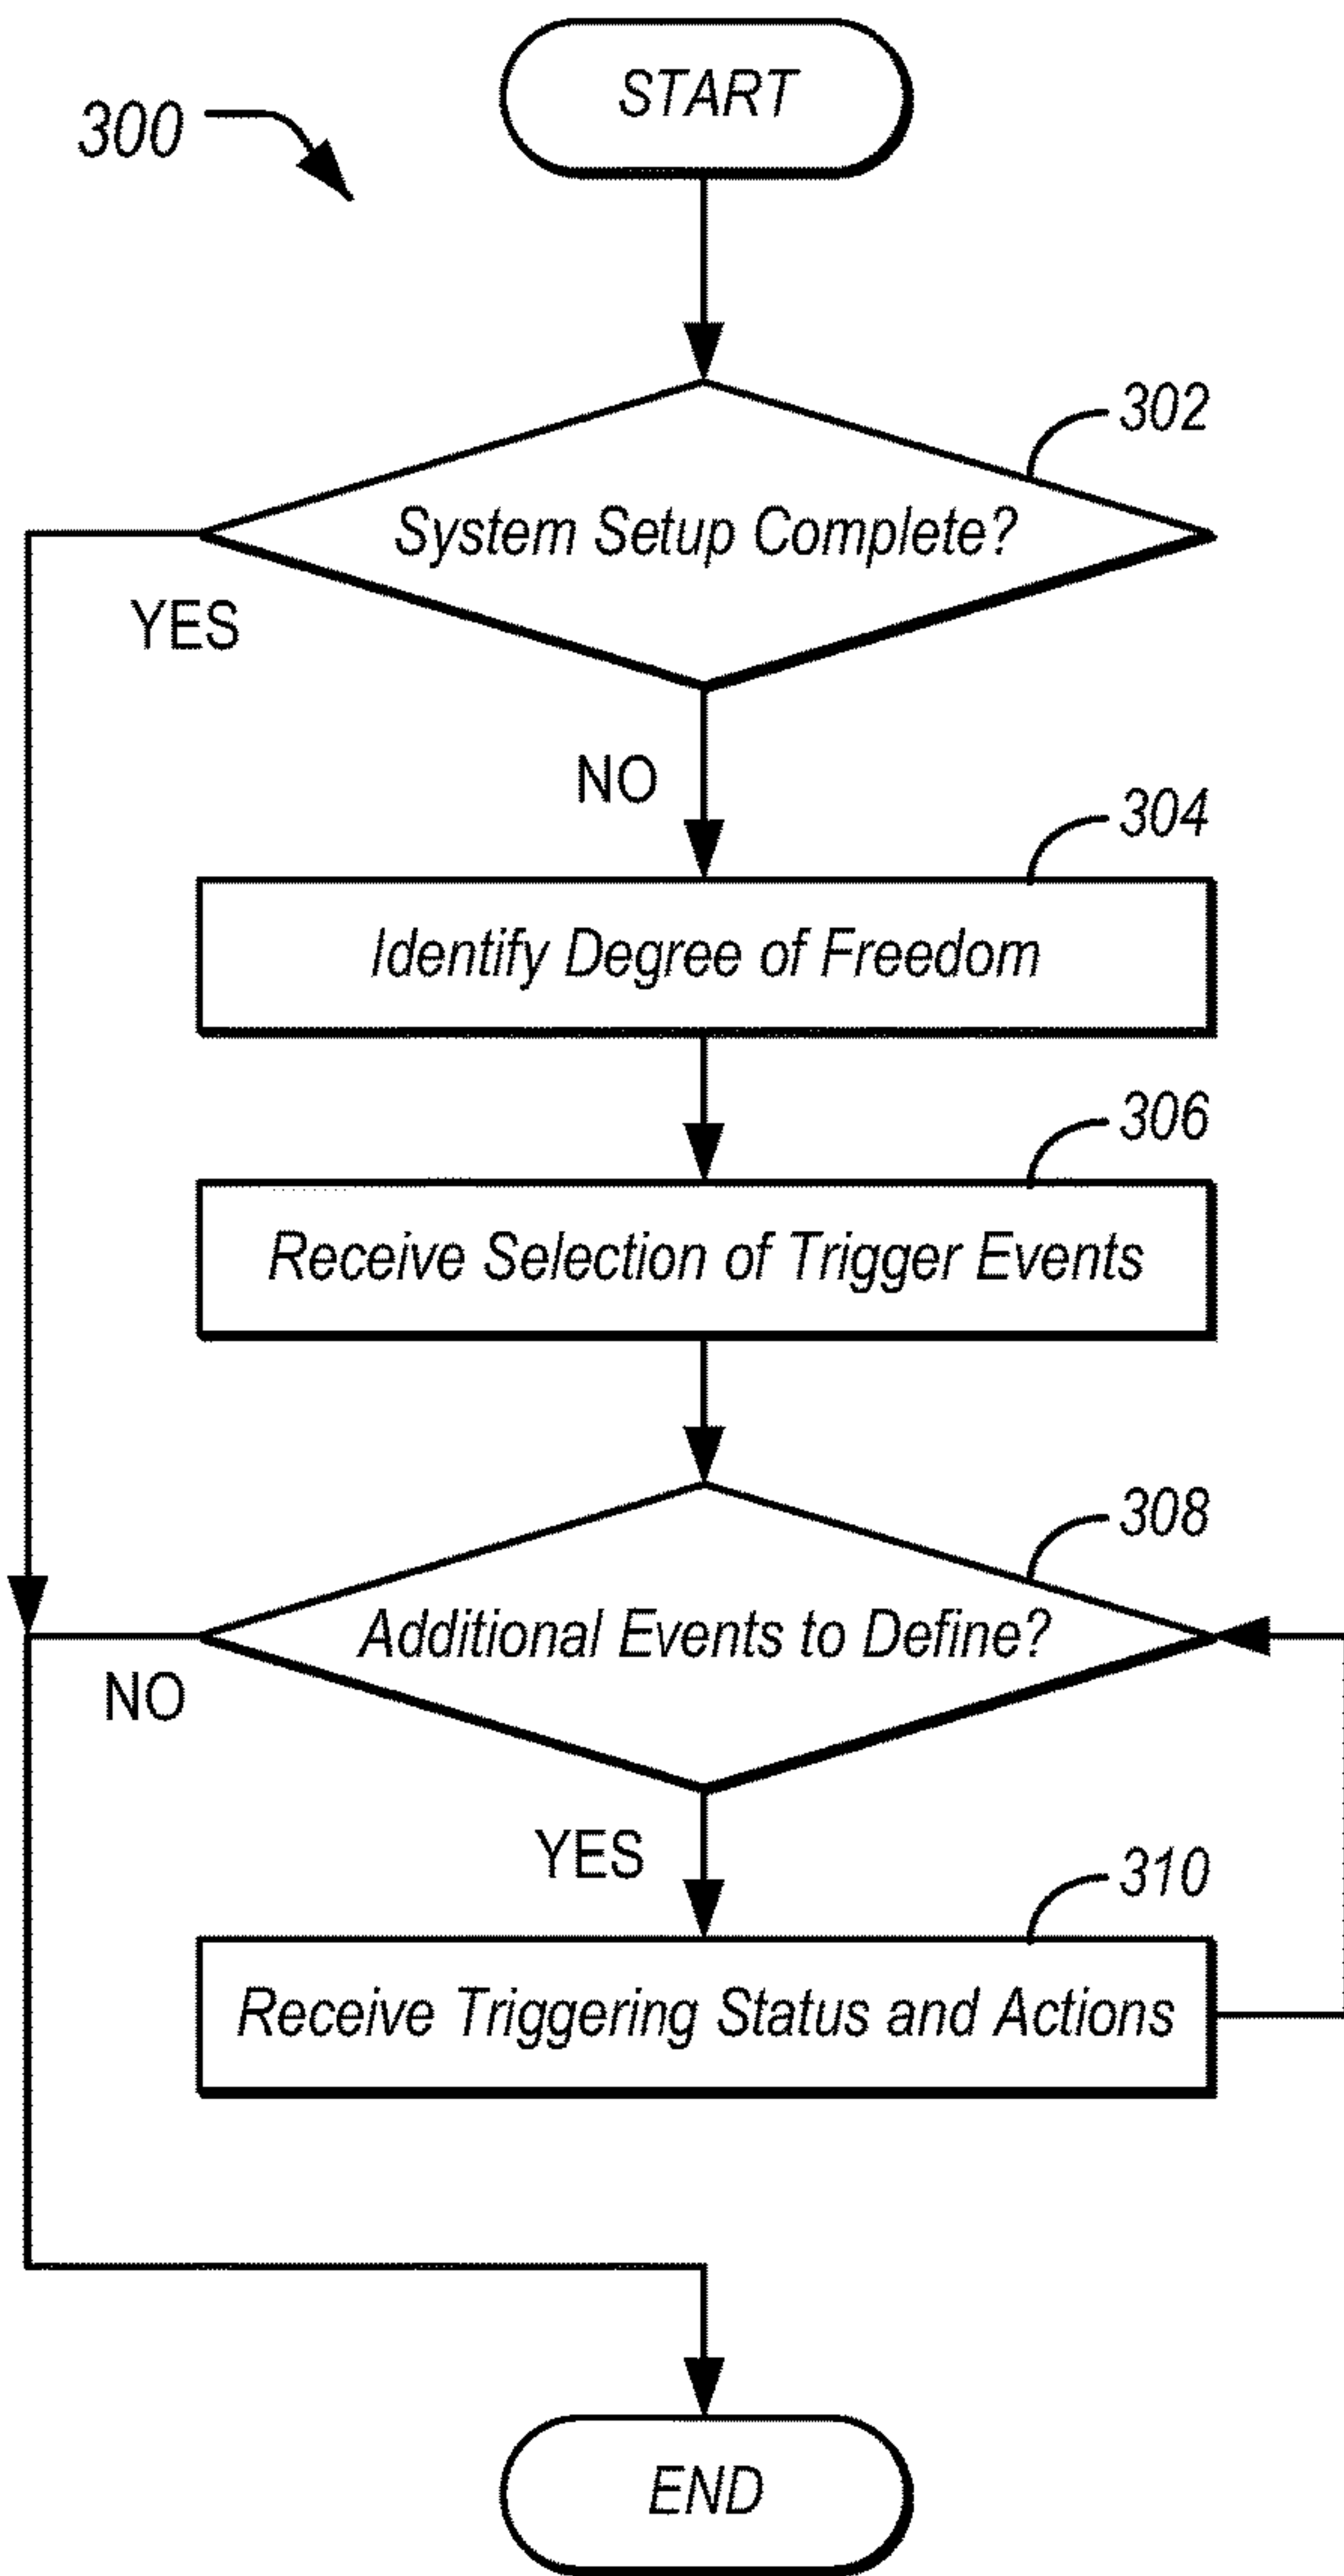 START
300
302
System Setup Complete?
YES
NO
304
Identify Degree of Freedom
306
Receive Selection of Trigger Events
308
Additional Events to Define?
NO
YES
310
Receive Triggering Status and Actions
END